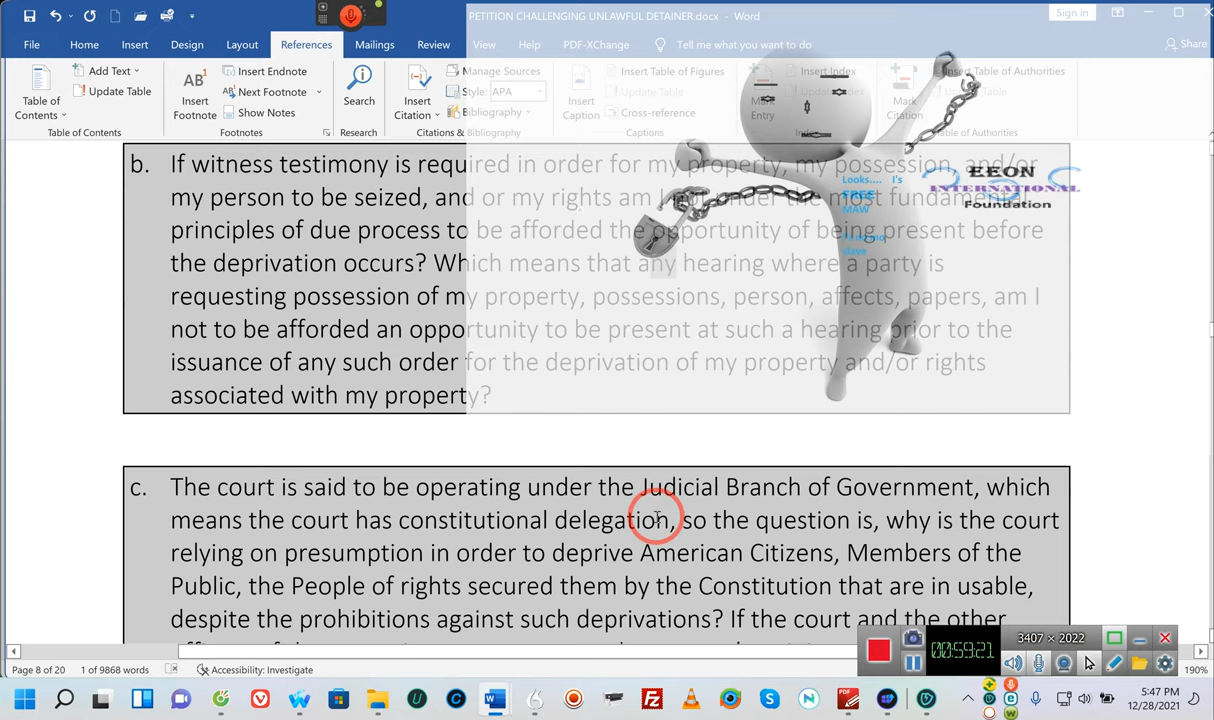 PETITION CHALLENGING UNLAWFUL DETAINER.docx - Word
Sign in
File Home Insert Design Layout References Mailings Review View Help PDF-XChange Tell me what you want to do Share
Table of Contents
Add Text
Update Table
Table of Contents
AB1
Insert Footnote
Insert Endnote
Next Footnote
Show Notes
Footnotes
Search
Research
Insert Citation
Manage Sources
Style: APA
Bibliography
Citations & Bibliography
Insert Caption
Insert Table of Figures
Update Table
Cross-reference
Captions
Mark Entry
Insert Index
Mark Citation
Insert Table of Authorities
Update Table
Table of Authorities
b. If witness testimony is required in order for my property, my possession, and/or
my person to be seized, and or my rights am I not under the most fundamental
principles of due process to be afforded the opportunity of being present before
the deprivation occurs? Which means that any hearing where a party is
requesting possession of my property, possessions, person, affects, papers, am I
not to be afforded an opportunity to be present at such a hearing prior to the
issuance of any such order for the deprivation of my property and/or rights
associated with my property?
Looks.... I's
FREE
MAW
slave
EEON
INTERNATIONAL
Foundation
c. The court is said to be operating under the Judicial Branch of Government, which
means the court has constitutional delegation, so the question is, why is the court
relying on presumption in order to deprive American Citizens, Members of the
Public, the People of rights secured them by the Constitution that are in usable,
despite the prohibitions against such deprivations? If the court and the other
00:59:21
3407 × 2022
Page 8 of 20 1 of 9868 words Accessibility: Investigate 190%
5:47 PM
12/28/2021